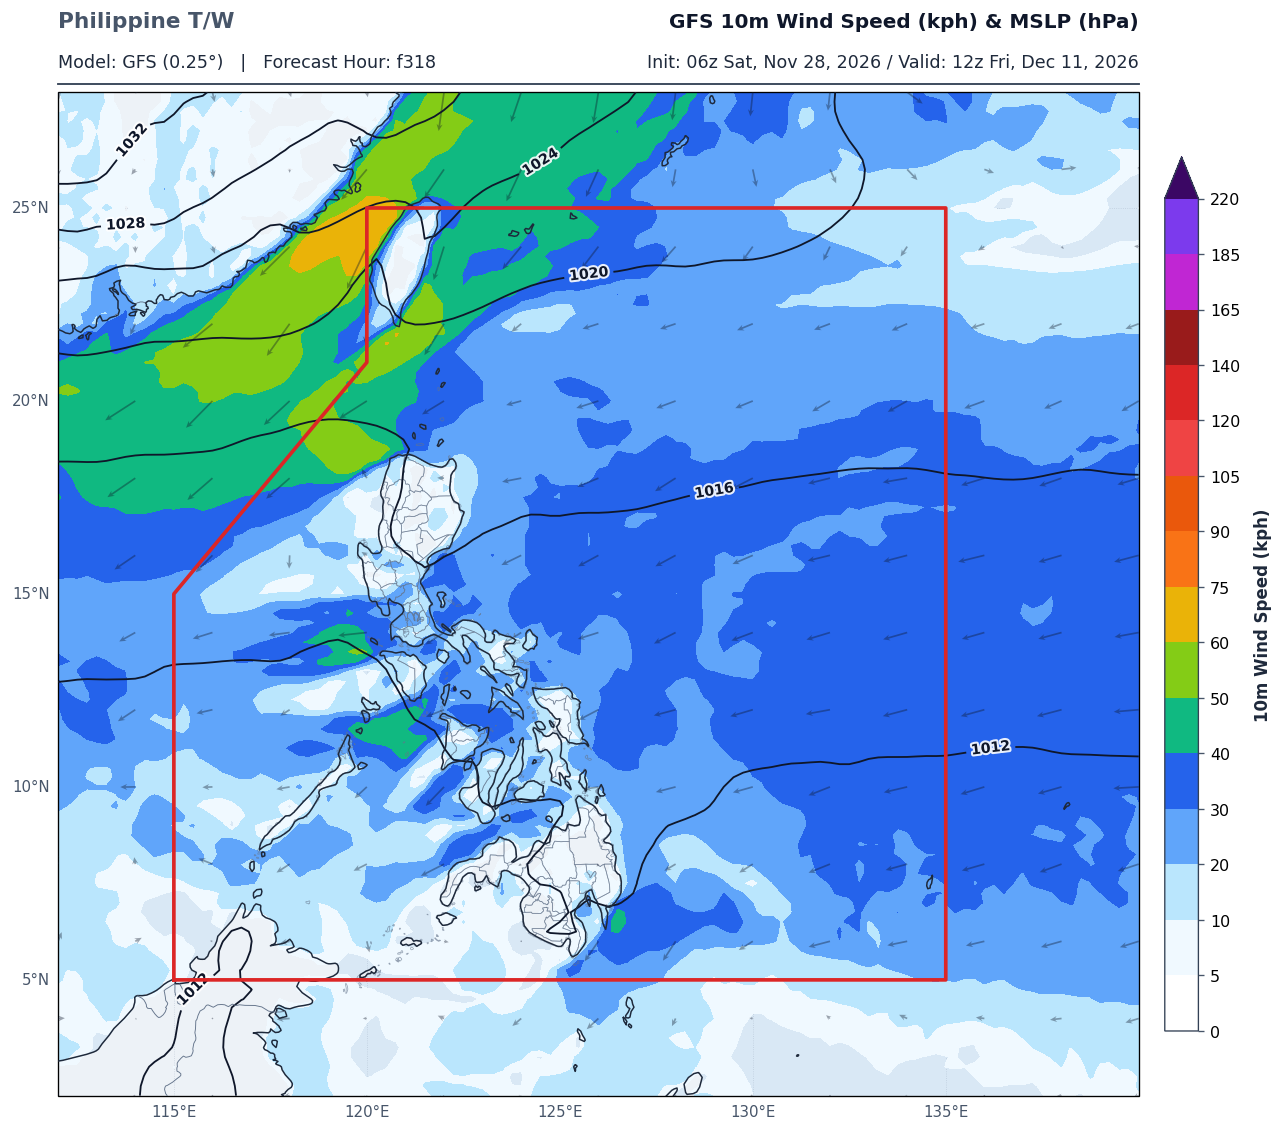 Philippine T/W
GFS 10m Wind Speed (kph) & MSLP (hPa)
Model: GFS (0.25°)   |   Forecast Hour: f318
Init: 06z Sat, Nov 28, 2026 / Valid: 12z Fri, Dec 11, 2026
1032
1028
1024
1020
1016
1012
1012
25°N
20°N
15°N
10°N
5°N
115°E
120°E
125°E
130°E
135°E
220
185
165
140
120
105
90
75
60
50
40
30
20
10
5
0
10m Wind Speed (kph)